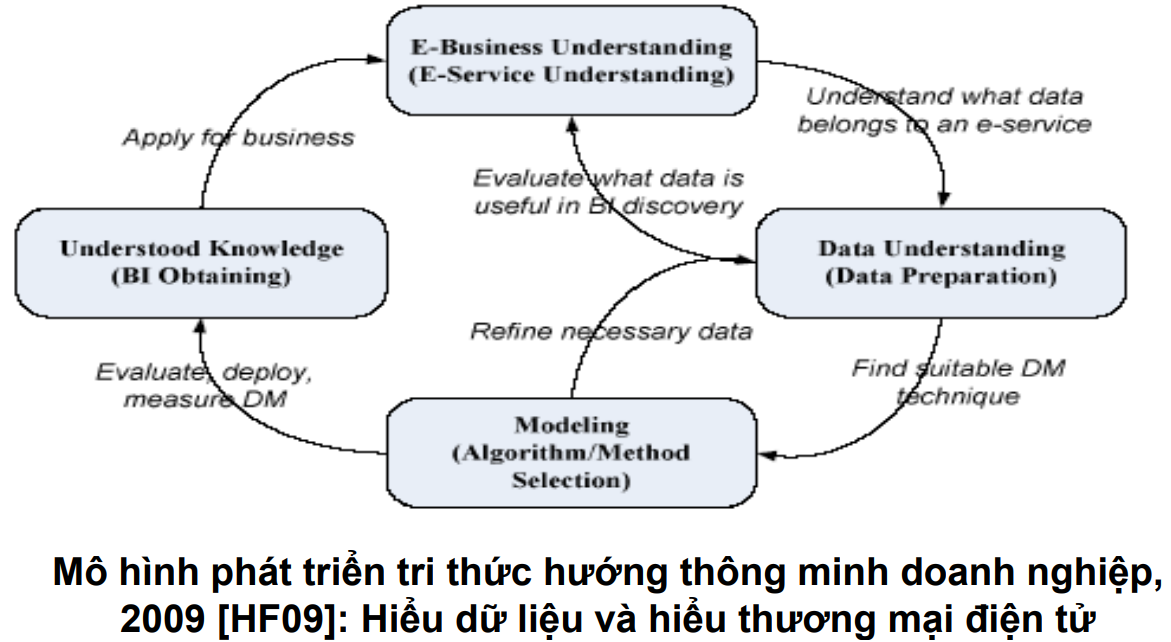 E-Business Understanding
(E-Service Understanding)
Understand what data
belongs to an e-service
Apply for business
Evaluate what data is
useful in BI discovery
Understood Knowledge
(BI Obtaining)
Data Understanding
(Data Preparation)
Refine necessary data
Evaluate, deploy,
measure DM
Find suitable DM
technique
Modeling
(Algorithm/Method
Selection)
Mô hình phát triển tri thức hướng thông minh doanh nghiệp,
2009 [HF09]: Hiểu dữ liệu và hiểu thương mại điện tử